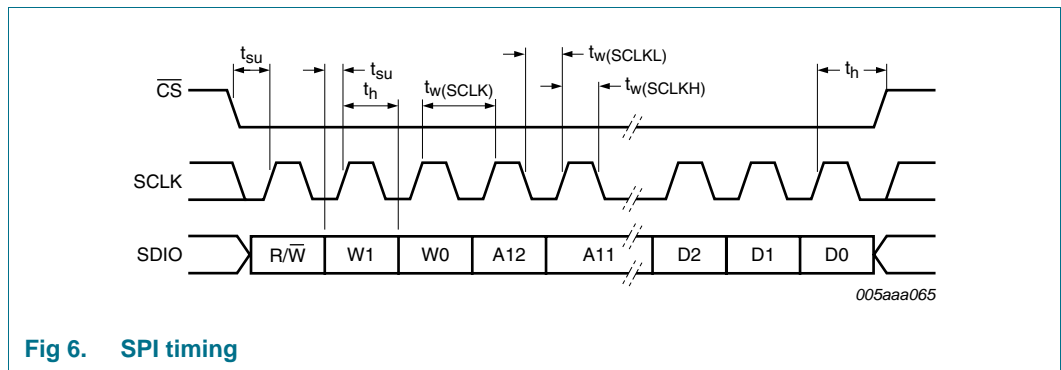 tsu
tsu
th
tw(SCLK)
tw(SCLKL)
tw(SCLKH)
th
CS
SCLK
SDIO
R/W
W1
W0
A12
A11
D2
D1
D0
005aaa065
Fig 6. SPI timing